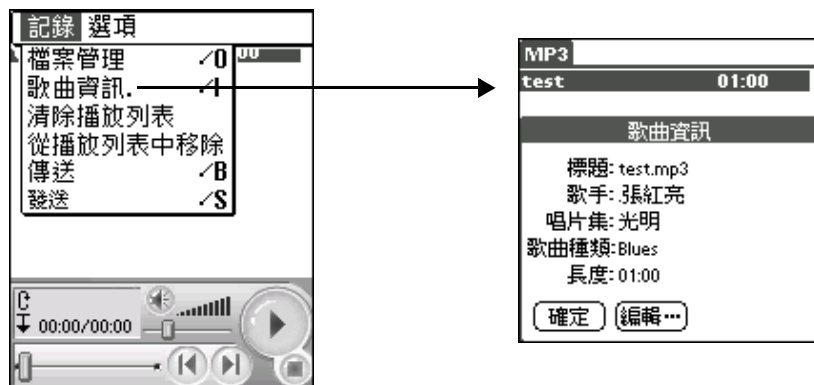 記錄 選項
檔案管理 ⁄O
歌曲資訊. ⁄I
清除播放列表
從播放列表中移除
傳送 ⁄B
發送 ⁄S
00:00/00:00
MP3
test 01:00
歌曲資訊
標題: test.mp3
歌手: .張紅亮
唱片集: 光明
歌曲種類: Blues
長度: 01:00
確定 編輯…